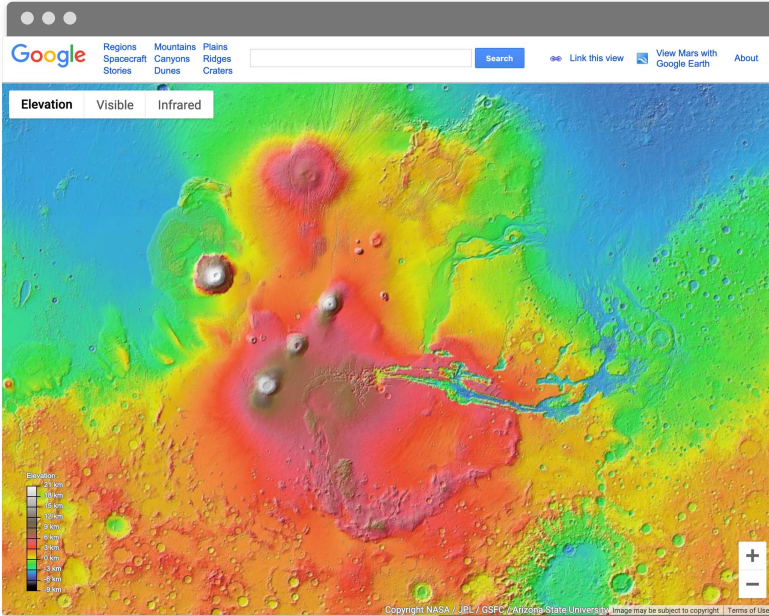 Google
Regions Mountains Plains
Spacecraft Canyons Ridges
Stories Dunes Craters
Search
Link this view
View Mars with
Google Earth
About
Elevation Visible Infrared
Elevation
21 km
18 km
15 km
12 km
9 km
6 km
3 km
0 km
-3 km
-6 km
-9 km
+
−
Copyright NASA / JPL / GSFC / Arizona State University
Image may be subject to copyright
Terms of Use